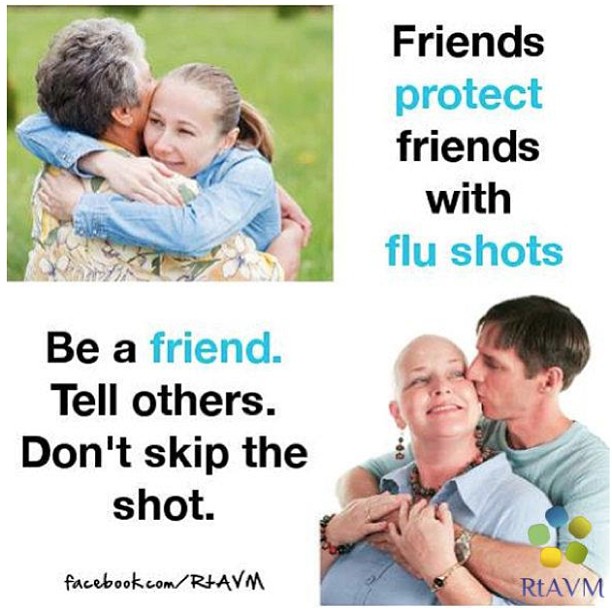 Friends
protect
friends
with
flu shots
Be a friend.
Tell others.
Don't skip the
shot.
facebook.com/RtAVM
RtAVM